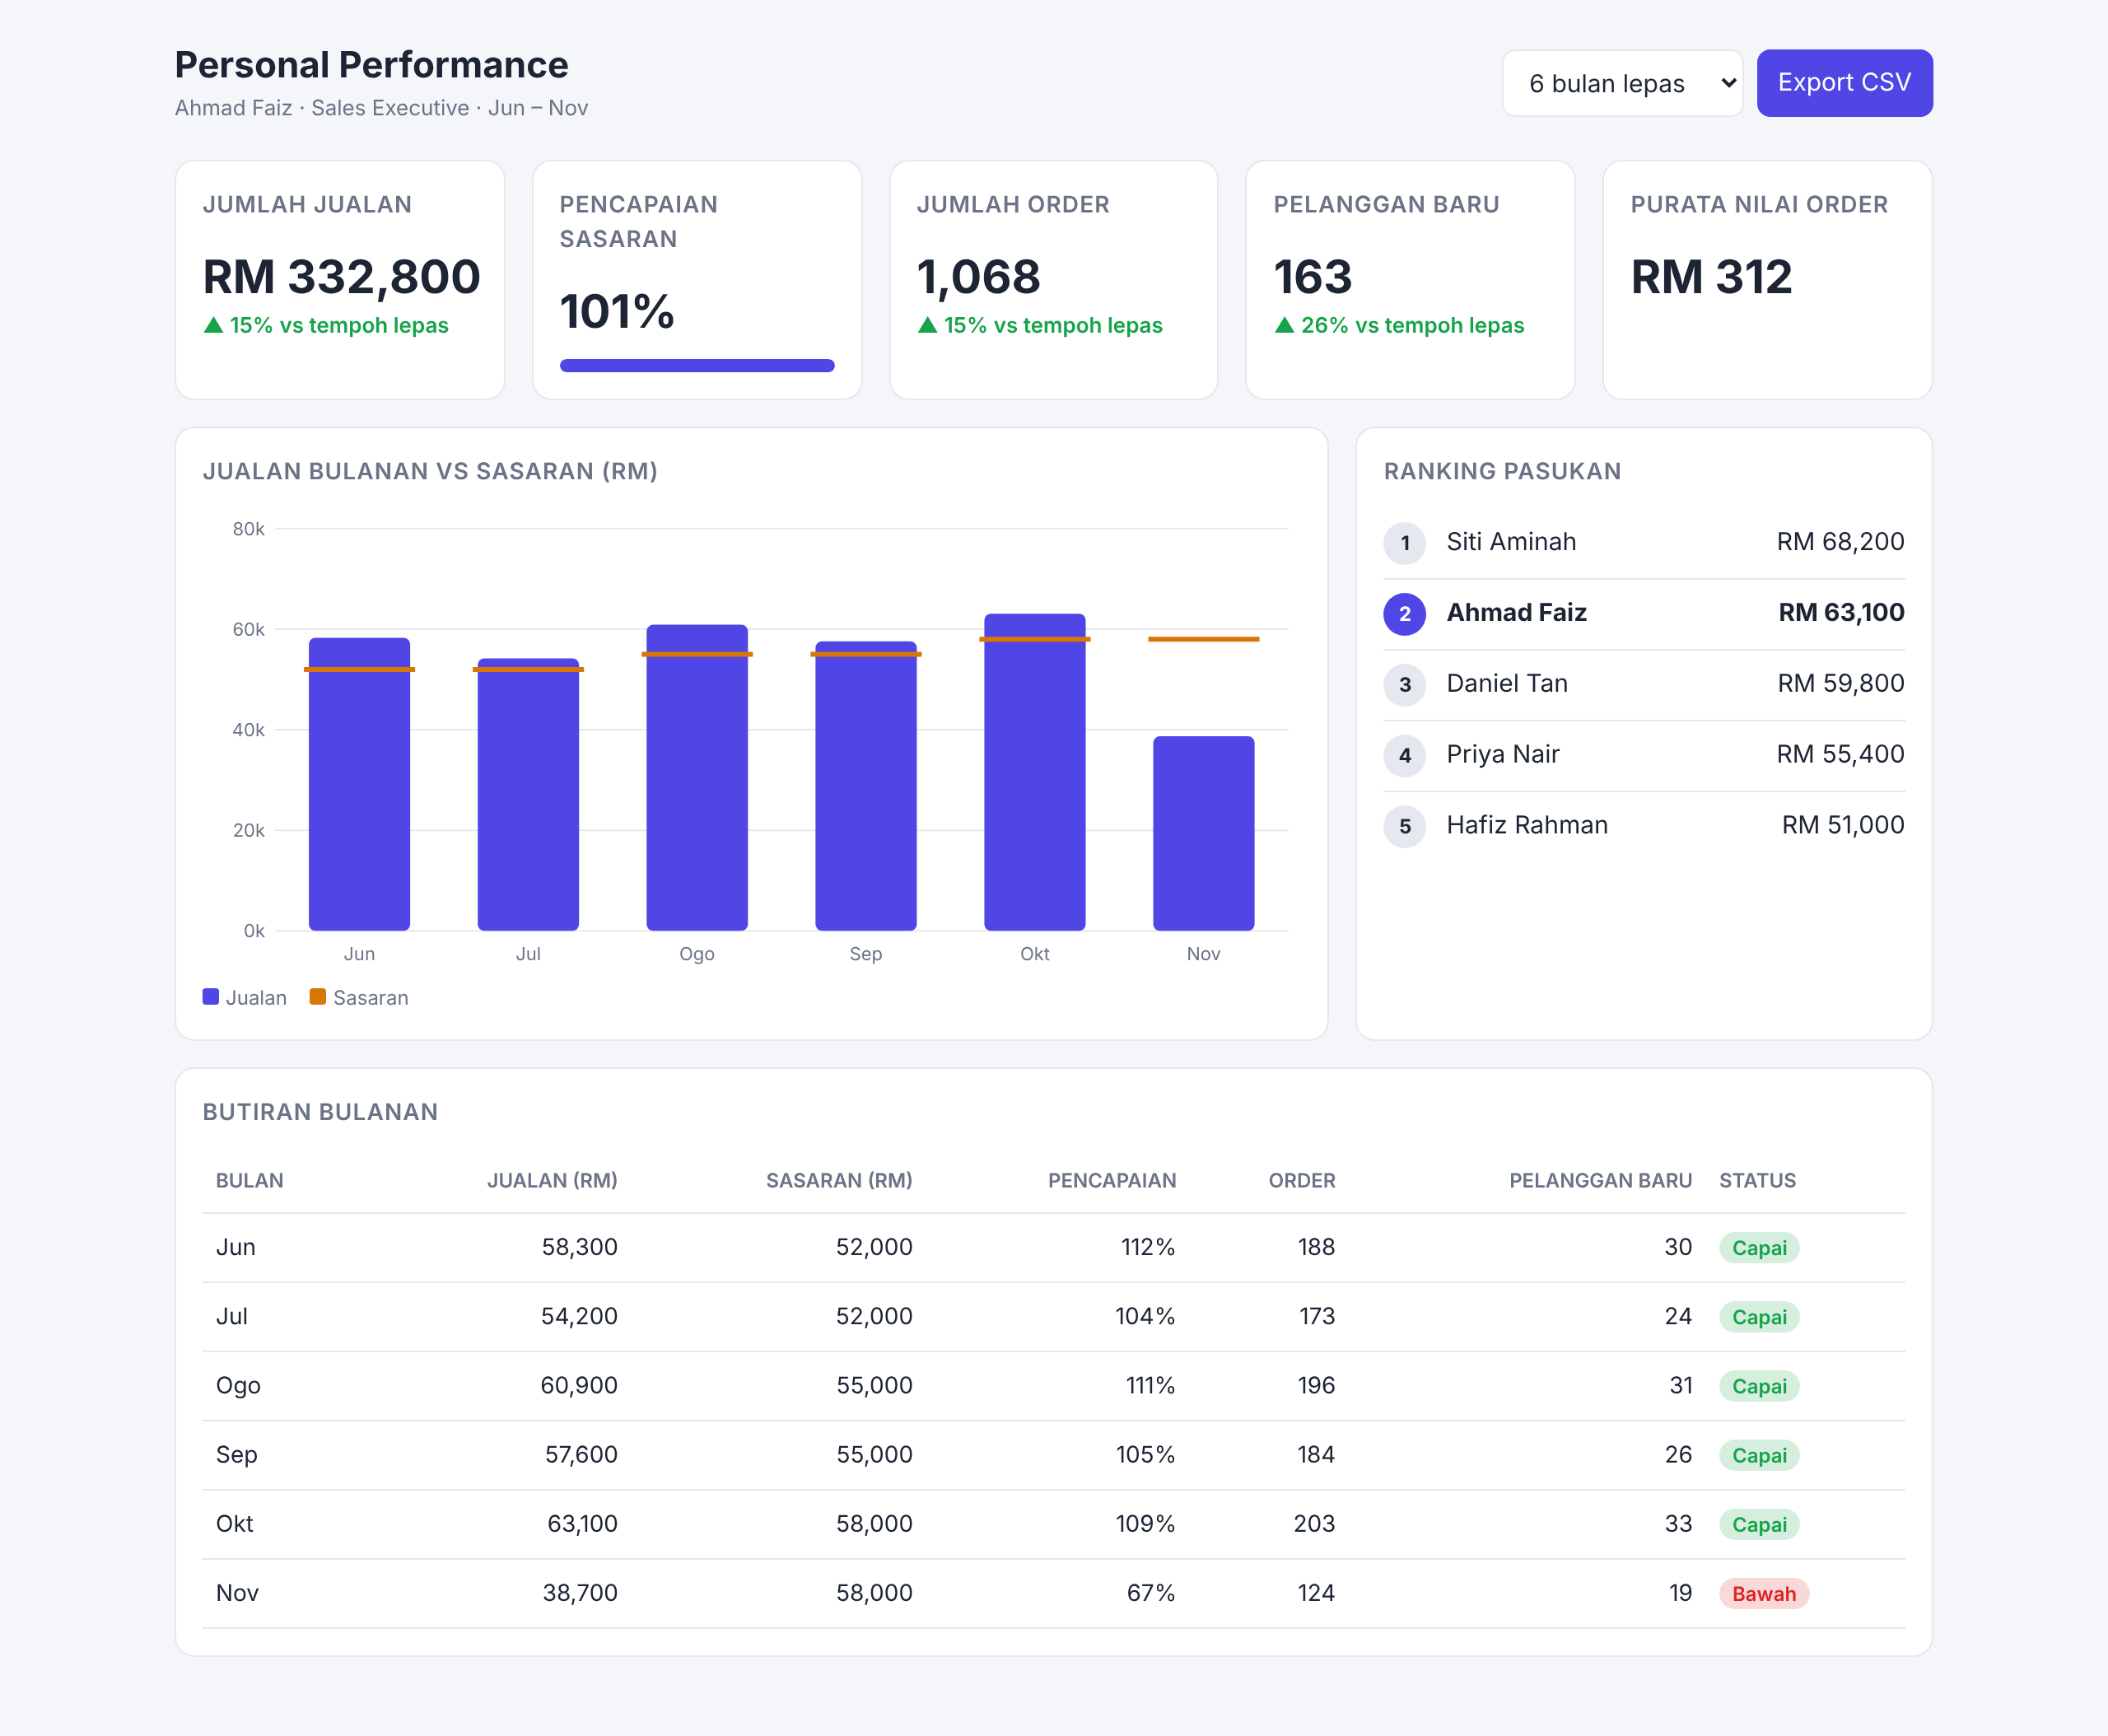 Personal Performance
Ahmad Faiz · Sales Executive · Jun – Nov
6 bulan lepas
Export CSV
JUMLAH JUALAN
RM 332,800
▲ 15% vs tempoh lepas
PENCAPAIAN
SASARAN
101%
JUMLAH ORDER
1,068
▲ 15% vs tempoh lepas
PELANGGAN BARU
163
▲ 26% vs tempoh lepas
PURATA NILAI ORDER
RM 312
JUALAN BULANAN VS SASARAN (RM)
80k
60k
40k
20k
0k
Jun Jul Ogo Sep Okt Nov
Jualan Sasaran
RANKING PASUKAN
1 Siti Aminah RM 68,200
2 Ahmad Faiz RM 63,100
3 Daniel Tan RM 59,800
4 Priya Nair RM 55,400
5 Hafiz Rahman RM 51,000
BUTIRAN BULANAN
BULAN JUALAN (RM) SASARAN (RM) PENCAPAIAN ORDER PELANGGAN BARU STATUS
Jun 58,300 52,000 112% 188 30 Capai
Jul 54,200 52,000 104% 173 24 Capai
Ogo 60,900 55,000 111% 196 31 Capai
Sep 57,600 55,000 105% 184 26 Capai
Okt 63,100 58,000 109% 203 33 Capai
Nov 38,700 58,000 67% 124 19 Bawah